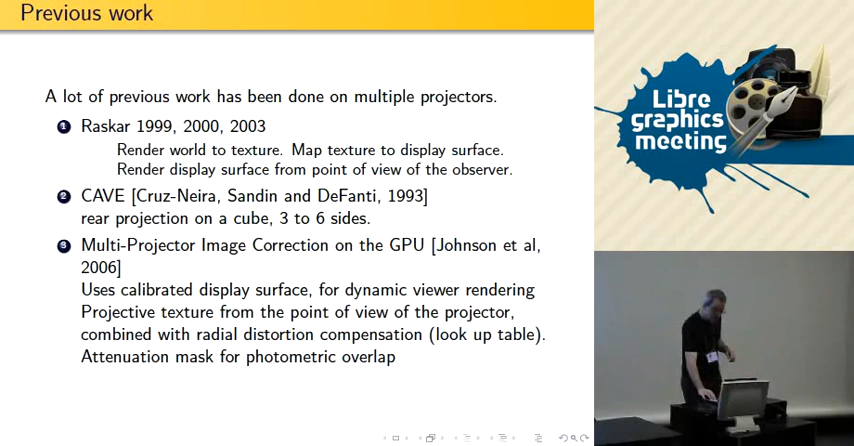 Previous work
A lot of previous work has been done on multiple projectors.
1 Raskar 1999, 2000, 2003
Render world to texture. Map texture to display surface.
Render display surface from point of view of the observer.
2 CAVE [Cruz-Neira, Sandin and DeFanti, 1993]
rear projection on a cube, 3 to 6 sides.
3 Multi-Projector Image Correction on the GPU [Johnson et al,
2006]
Uses calibrated display surface, for dynamic viewer rendering
Projective texture from the point of view of the projector,
combined with radial distortion compensation (look up table).
Attenuation mask for photometric overlap
Libre
graphics
meeting